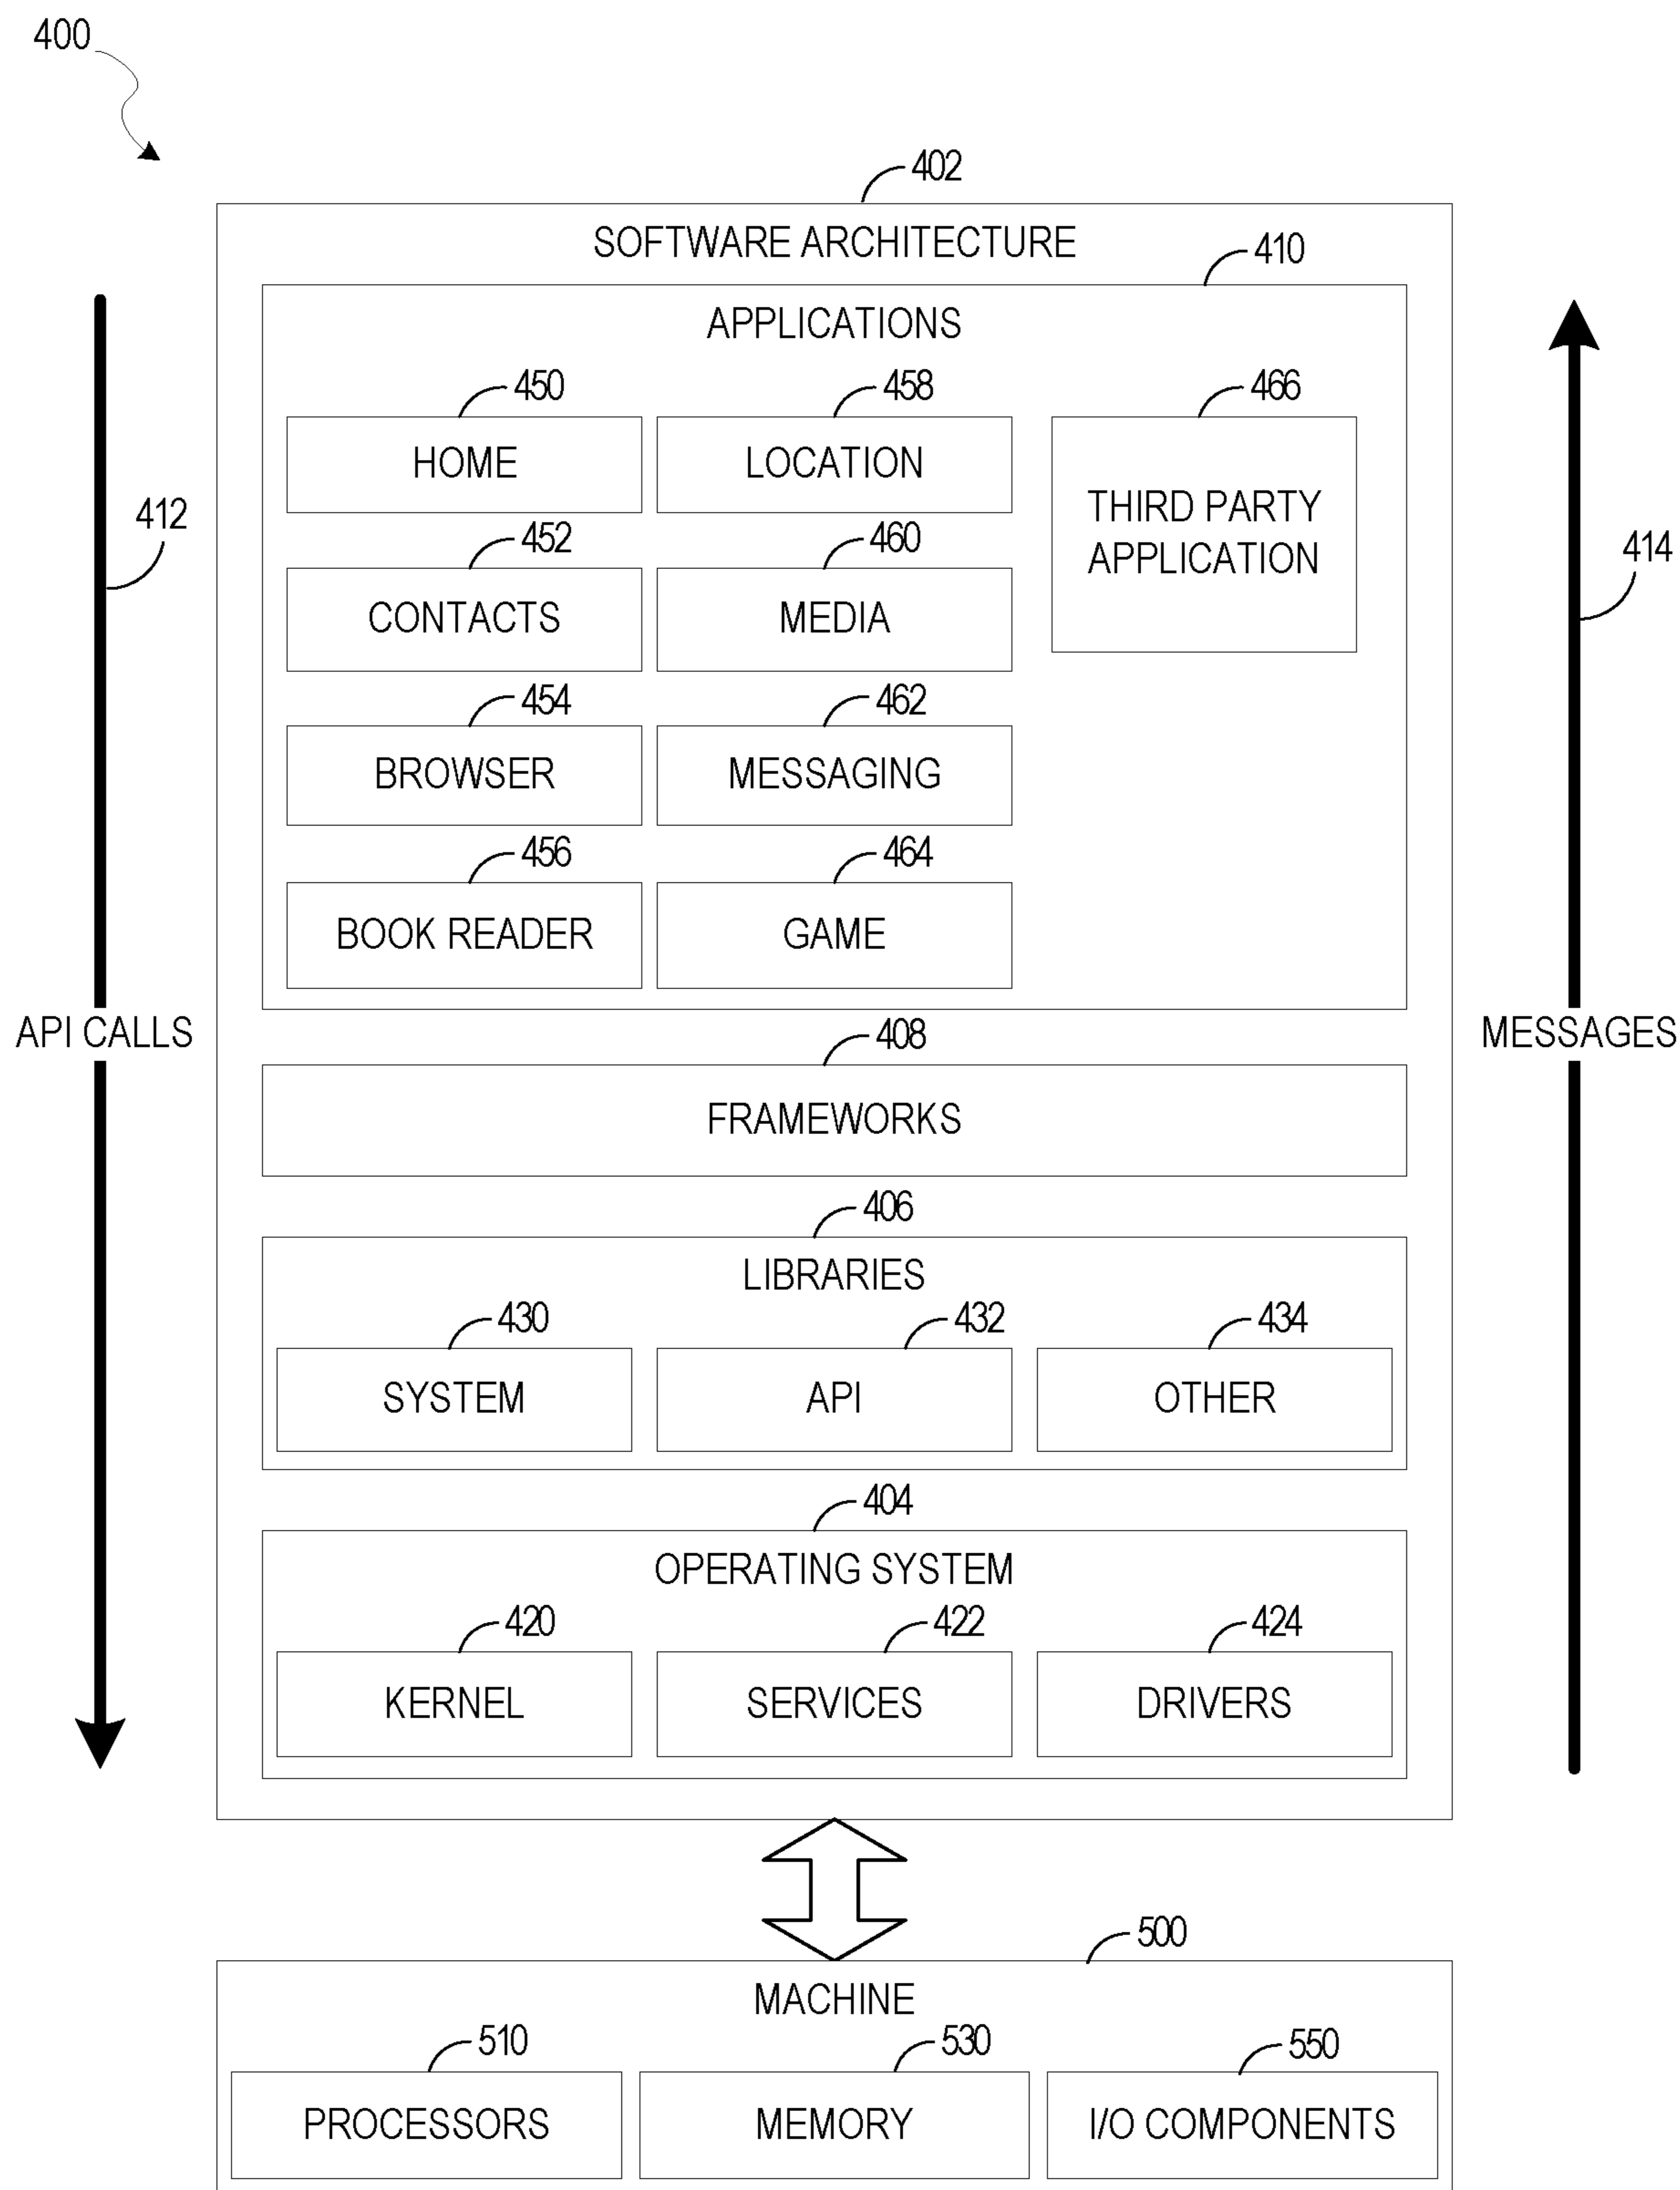 400
402
SOFTWARE ARCHITECTURE
410
APPLICATIONS
450
458
466
HOME
LOCATION
THIRD PARTY
APPLICATION
412
414
452
460
CONTACTS
MEDIA
454
462
BROWSER
MESSAGING
456
464
BOOK READER
GAME
API CALLS
MESSAGES
408
FRAMEWORKS
406
LIBRARIES
430
432
434
SYSTEM
API
OTHER
404
OPERATING SYSTEM
420
422
424
KERNEL
SERVICES
DRIVERS
500
MACHINE
510
530
550
PROCESSORS
MEMORY
I/O COMPONENTS